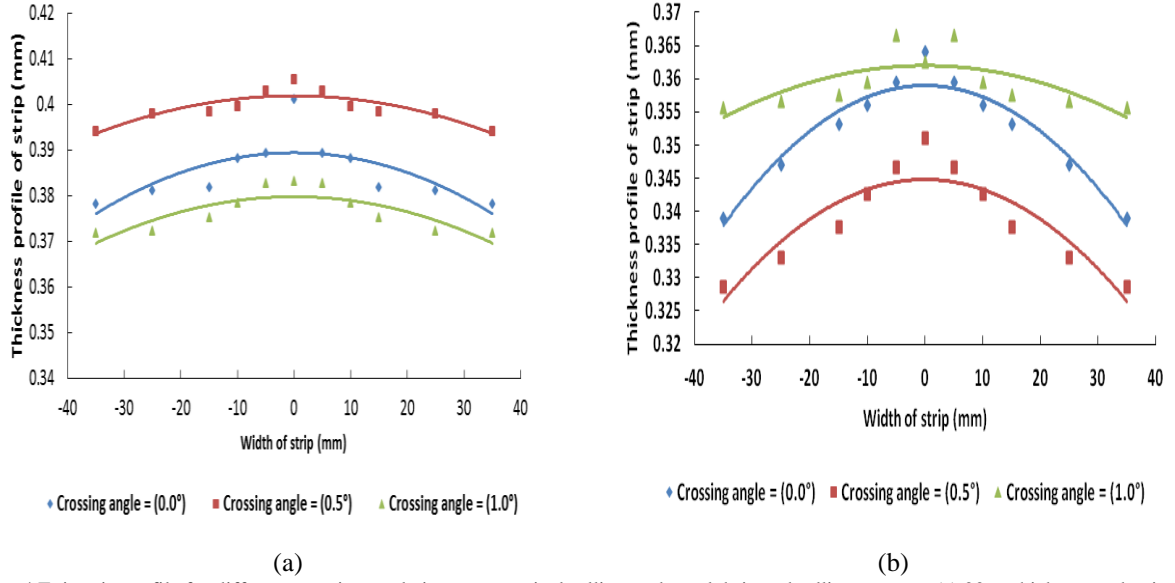 Thickness profile of strip (mm)
0.42
0.41
0.4
0.39
0.38
0.37
0.36
0.35
0.34
-40 -30 -20 -10 0 10 20 30 40
Width of strip (mm)
Crossing angle = (0.0°) Crossing angle = (0.5°) Crossing angle = (1.0°)
(a)
Thickness profile of strip (mm)
0.37
0.365
0.36
0.355
0.35
0.345
0.34
0.335
0.33
0.325
0.32
-40 -30 -20 -10 0 10 20 30 40
Width of strip (mm)
Crossing angle = (0.0°) Crossing angle = (0.5°) Crossing angle = (1.0°)
(b)